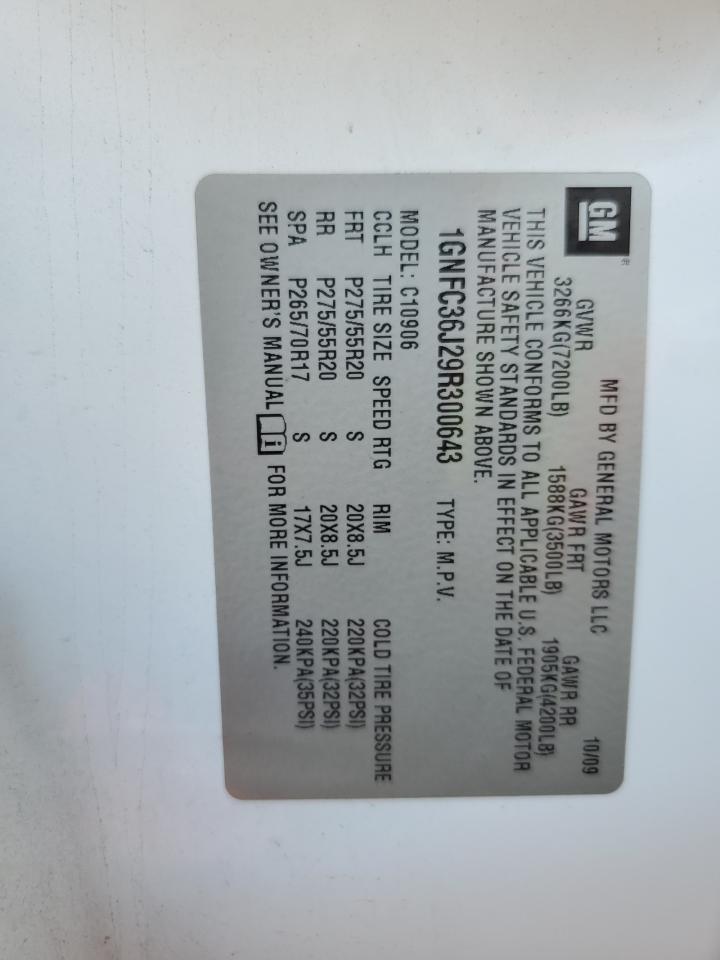 GM®
MFD BY GENERAL MOTORS LLC 10/09
GVWR GAWR FRT GAWR RR
3266KG(7200LB) 1588KG(3500LB) 1905KG(4200LB)
THIS VEHICLE CONFORMS TO ALL APPLICABLE U.S. FEDERAL MOTOR
VEHICLE SAFETY STANDARDS IN EFFECT ON THE DATE OF
MANUFACTURE SHOWN ABOVE.
1GNFC36J29R300643 TYPE: M.P.V.
MODEL: C10906
CCLH TIRE SIZE SPEED RTG RIM COLD TIRE PRESSURE
FRT P275/55R20 S 20X8.5J 220KPA(32PSI)
RR P275/55R20 S 20X8.5J 220KPA(32PSI)
SPA P265/70R17 S 17X7.5J 240KPA(35PSI)
SEE OWNER'S MANUAL i FOR MORE INFORMATION.